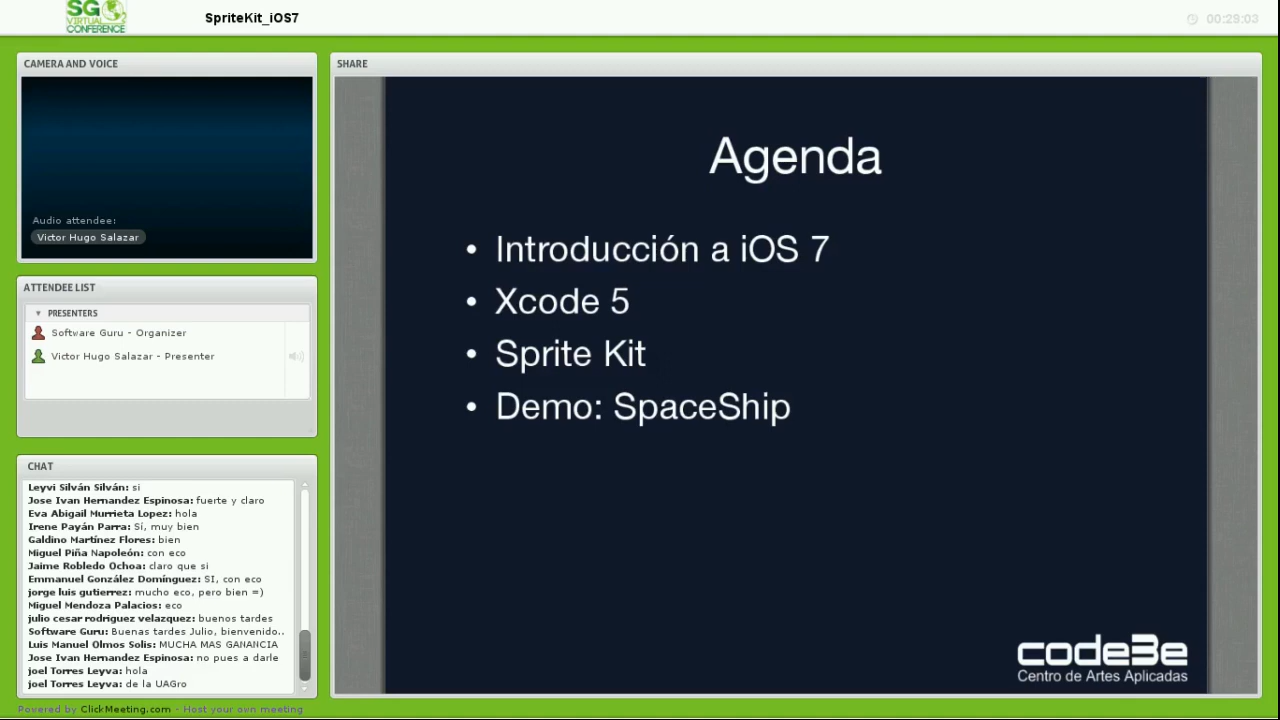 SG
VIRTUAL
CONFERENCE
SpriteKit_iOS7
00:29:03
CAMERA AND VOICE
Audio attendee:
Victor Hugo Salazar
ATTENDEE LIST
PRESENTERS
Software Guru - Organizer
Victor Hugo Salazar - Presenter
CHAT
Leyvi Silván Silván: si
Jose Ivan Hernandez Espinosa: fuerte y claro
Eva Abigail Murrieta Lopez: hola
Irene Payán Parra: Sí, muy bien
Galdino Martínez Flores: bien
Miguel Piña Napoleón: con eco
Jaime Robledo Ochoa: claro que si
Emmanuel González Domínguez: SI, con eco
jorge luis gutierrez: mucho eco, pero bien =)
Miguel Mendoza Palacios: eco
julio cesar rodriguez velazquez: buenos tardes
Software Guru: Buenas tardes Julio, bienvenido..
Luis Manuel Olmos Solis: MUCHA MAS GANANCIA
Jose Ivan Hernandez Espinosa: no pues a darle
joel Torres Leyva: hola
joel Torres Leyva: de la UAGro
Powered by ClickMeeting.com - Host your own meeting
SHARE
Agenda
• Introducción a iOS 7
• Xcode 5
• Sprite Kit
• Demo: SpaceShip
code3e
Centro de Artes Aplicadas